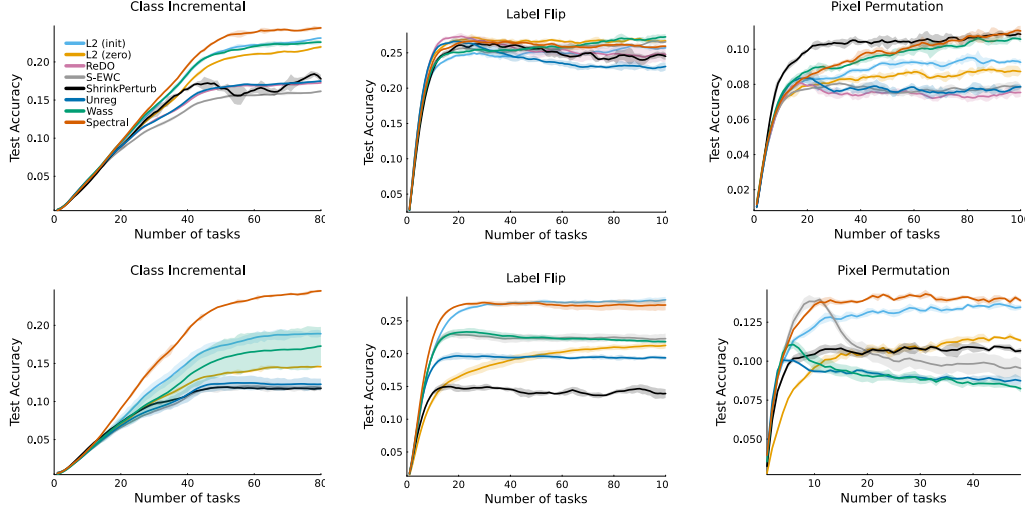 Class Incremental
Test Accuracy
0.20
0.15
0.10
0.05
L2 (init)
L2 (zero)
ReDO
S-EWC
ShrinkPerturb
Unreg
Wass
Spectral
0 20 40 60 80
Number of tasks
Label Flip
Test Accuracy
0.25
0.20
0.15
0.10
0.05
0 20 40 60 80 100
Number of tasks
Pixel Permutation
Test Accuracy
0.10
0.08
0.06
0.04
0.02
0 20 40 60 80 100
Number of tasks
Class Incremental
Test Accuracy
0.20
0.15
0.10
0.05
0 20 40 60 80
Number of tasks
Label Flip
Test Accuracy
0.25
0.20
0.15
0.10
0.05
0 20 40 60 80 10
Number of tasks
Pixel Permutation
Test Accuracy
0.125
0.100
0.075
0.050
10 20 30 40
Number of tasks